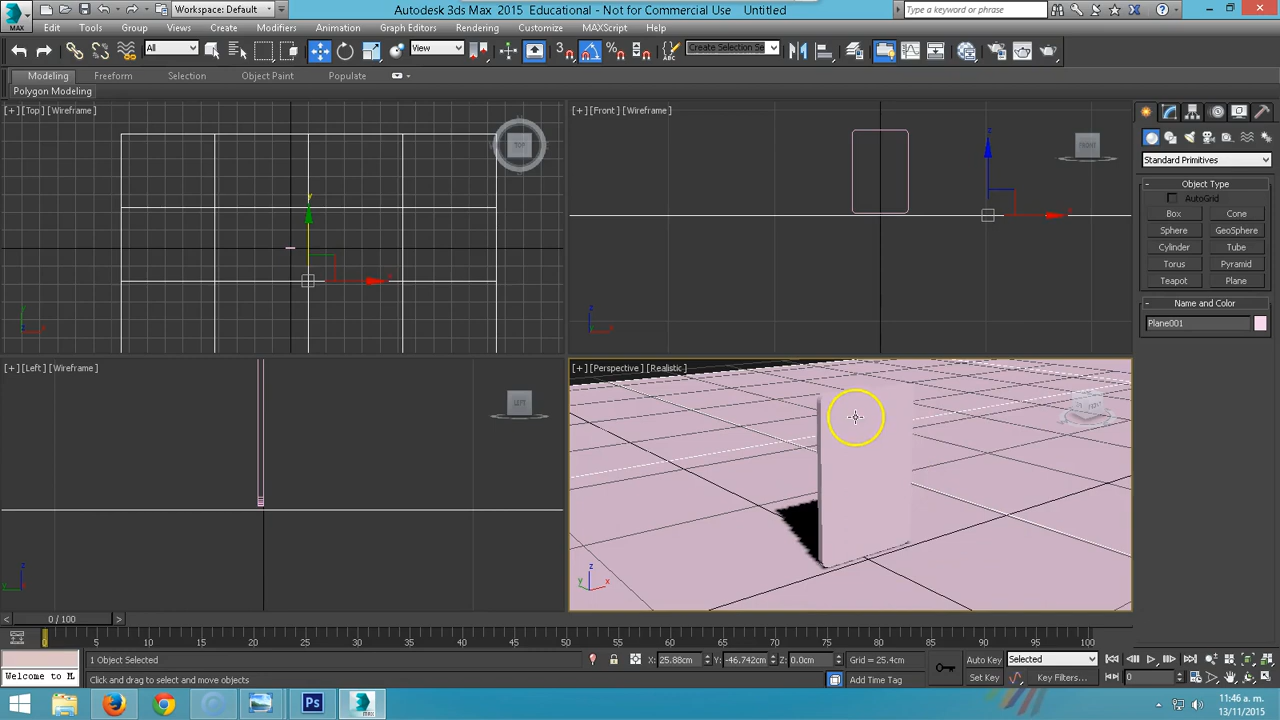 MAX
Workspace: Default
Autodesk 3ds Max 2015 Educational - Not for Commercial Use Untitled
Type a keyword or phrase
Edit Tools Group Views Create Modifiers Animation Graph Editors Rendering Customize MAXScript Help
All
View
Create Selection Se
Modeling Freeform Selection Object Paint Populate
Polygon Modeling
[+] [Top] [Wireframe]
TOP
y
x
[+] [Front] [Wireframe]
FRONT
z
x
Standard Primitives
Object Type
AutoGrid
Box Cone
Sphere GeoSphere
Cylinder Tube
Torus Pyramid
Teapot Plane
Name and Color
Plane001
[+] [Left] [Wireframe]
LEFT
[+] [Perspective] [Realistic]
z
y x
0 / 100
0 5 10 15 20 25 30 35 40 45 50 55 60 65 70 75 80 85 90 95 100
1 Object Selected
X: 25.88cm Y: -46.742cm Z: 0.0cm Grid = 25.4cm
Auto Key Selected
Welcome to M
Click and drag to select and move objects
Add Time Tag
Set Key Key Filters...
0
Ps
11:46 a. m.
13/11/2015